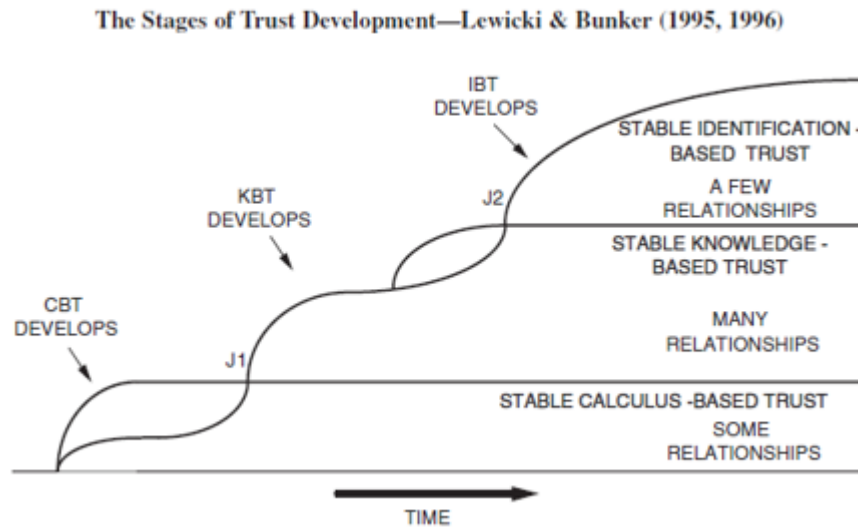 The Stages of Trust Development—Lewicki & Bunker (1995, 1996)
IBT
DEVELOPS
STABLE IDENTIFICATION -
BASED TRUST
A FEW
RELATIONSHIPS
J2
KBT
DEVELOPS
STABLE KNOWLEDGE -
BASED TRUST
CBT
DEVELOPS
MANY
RELATIONSHIPS
J1
STABLE CALCULUS -BASED TRUST
SOME
RELATIONSHIPS
TIME